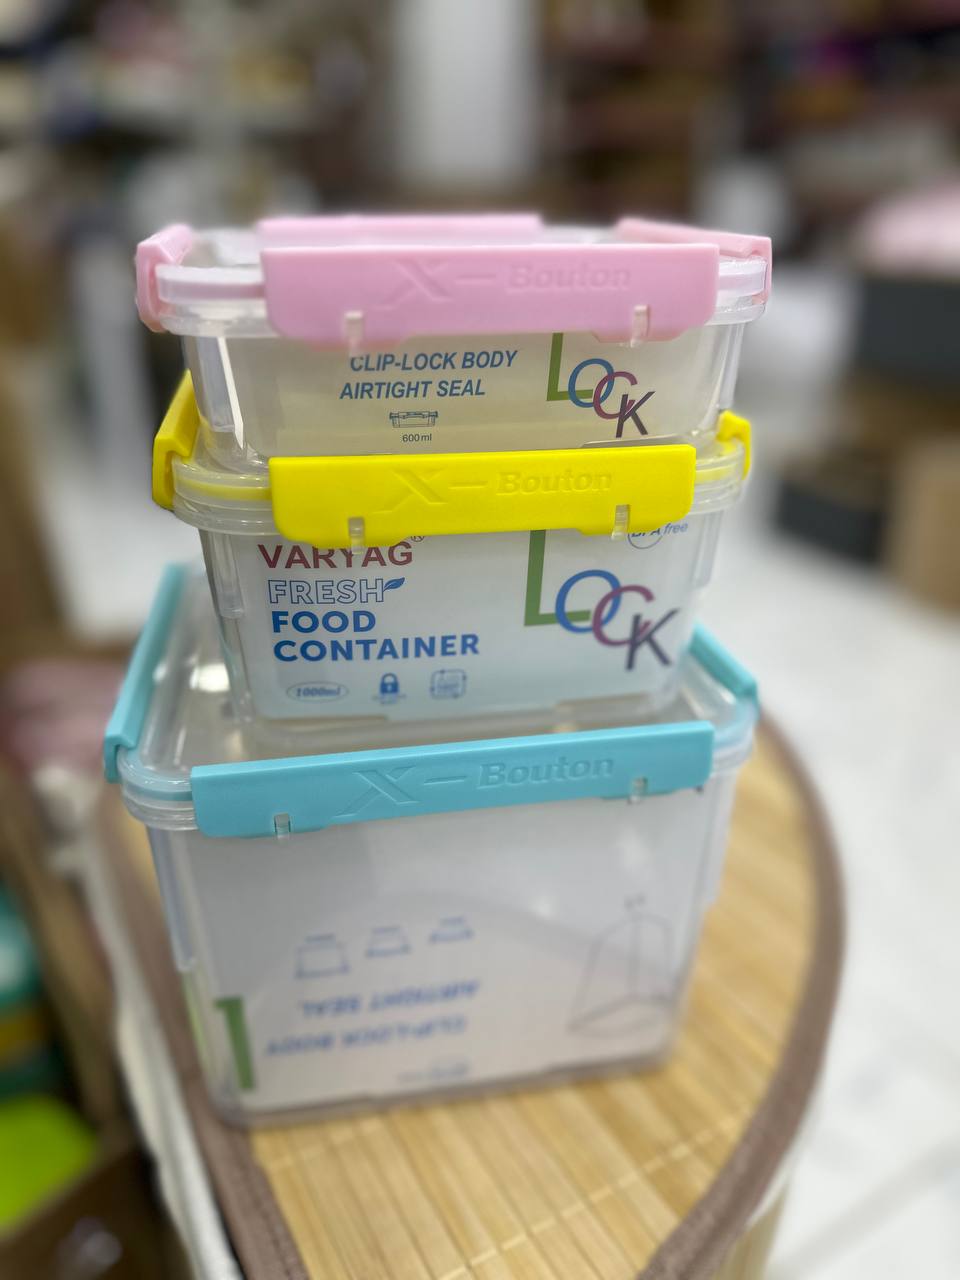 X-Bouton
CLIP-LOCK BODY
AIRTIGHT SEAL
600ml
LOCK
X-Bouton
VARYAG®
FRESH
FOOD
CONTAINER
1000ml
BPA free
LOCK
X-Bouton
AIRTIGHT SEAL
CLIP-LOCK BODY